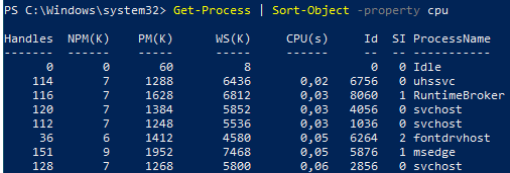 PS C:\Windows\system32> Get-Process | Sort-Object -property cpu
Handles NPM(K) PM(K) WS(K) CPU(s) Id SI ProcessName
------- ------ ----- ----- ------ -- -- -----------
0 0 60 8 0 0 Idle
114 7 1288 6436 0,02 6756 0 uhssvc
116 7 1628 6812 0,03 8060 1 RuntimeBroker
120 7 1384 5852 0,03 4056 0 svchost
112 7 1248 5536 0,03 1036 0 svchost
36 6 1412 4580 0,05 6264 2 fontdrvhost
151 9 1952 7468 0,05 5876 1 msedge
128 7 1268 5800 0,06 2856 0 svchost